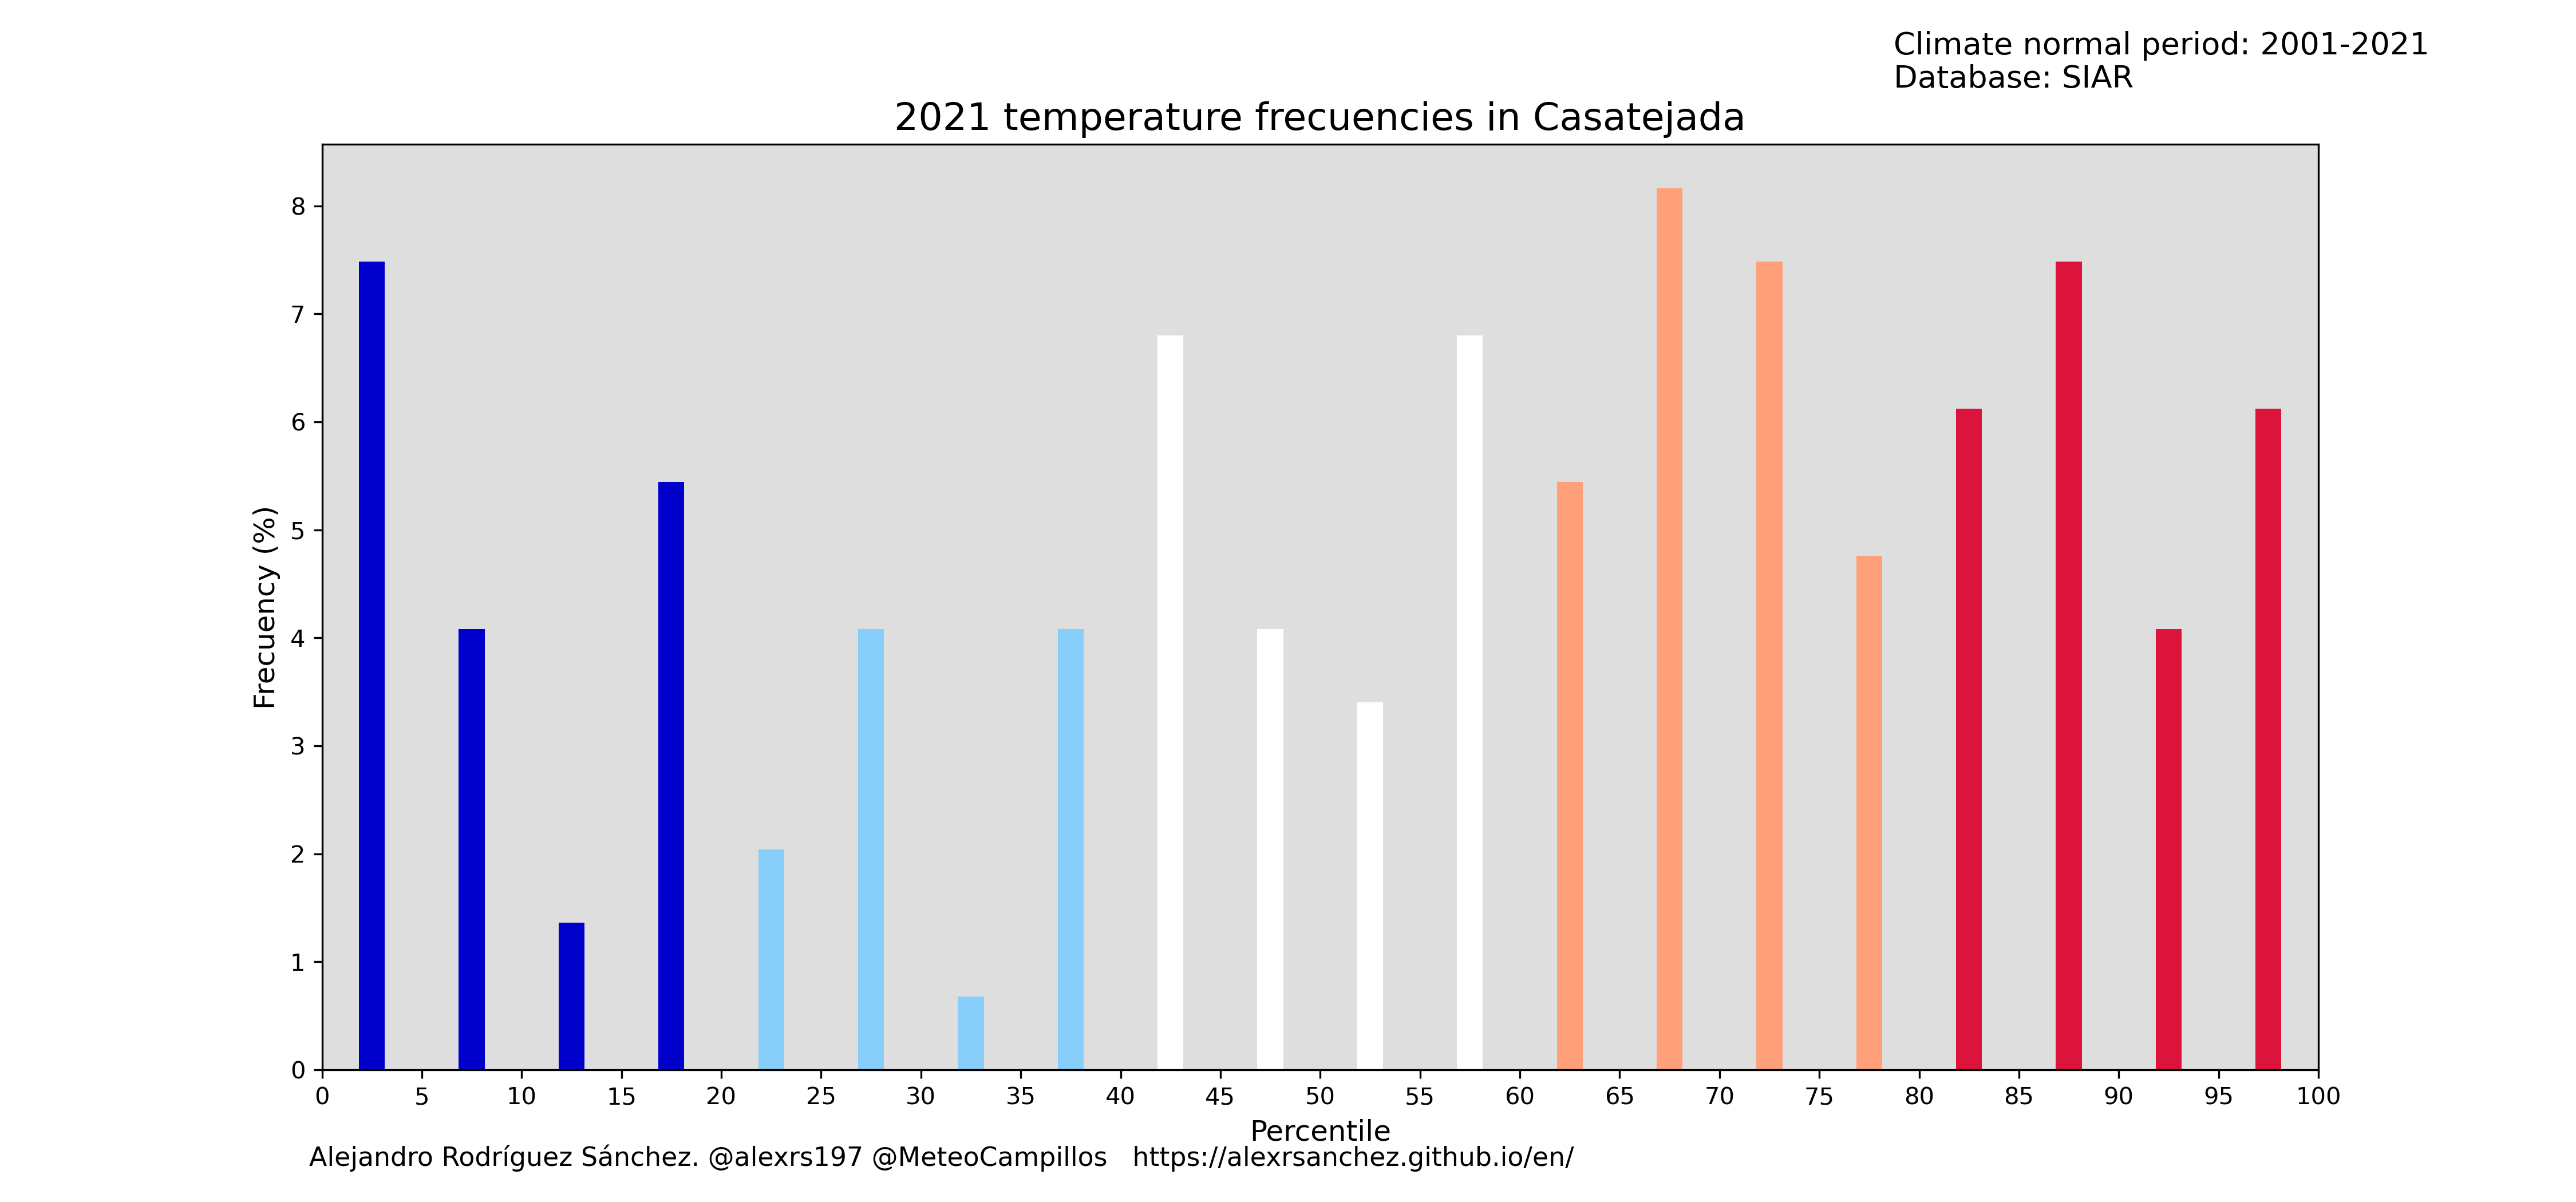 Climate normal period: 2001-2021
Database: SIAR
2021 temperature frecuencies in Casatejada
8
7
6
5
4
3
2
1
0
Frecuency (%)
0 5 10 15 20 25 30 35 40 45 50 55 60 65 70 75 80 85 90 95 100
Percentile
Alejandro Rodríguez Sánchez. @alexrs197 @MeteoCampillos https://alexrsanchez.github.io/en/